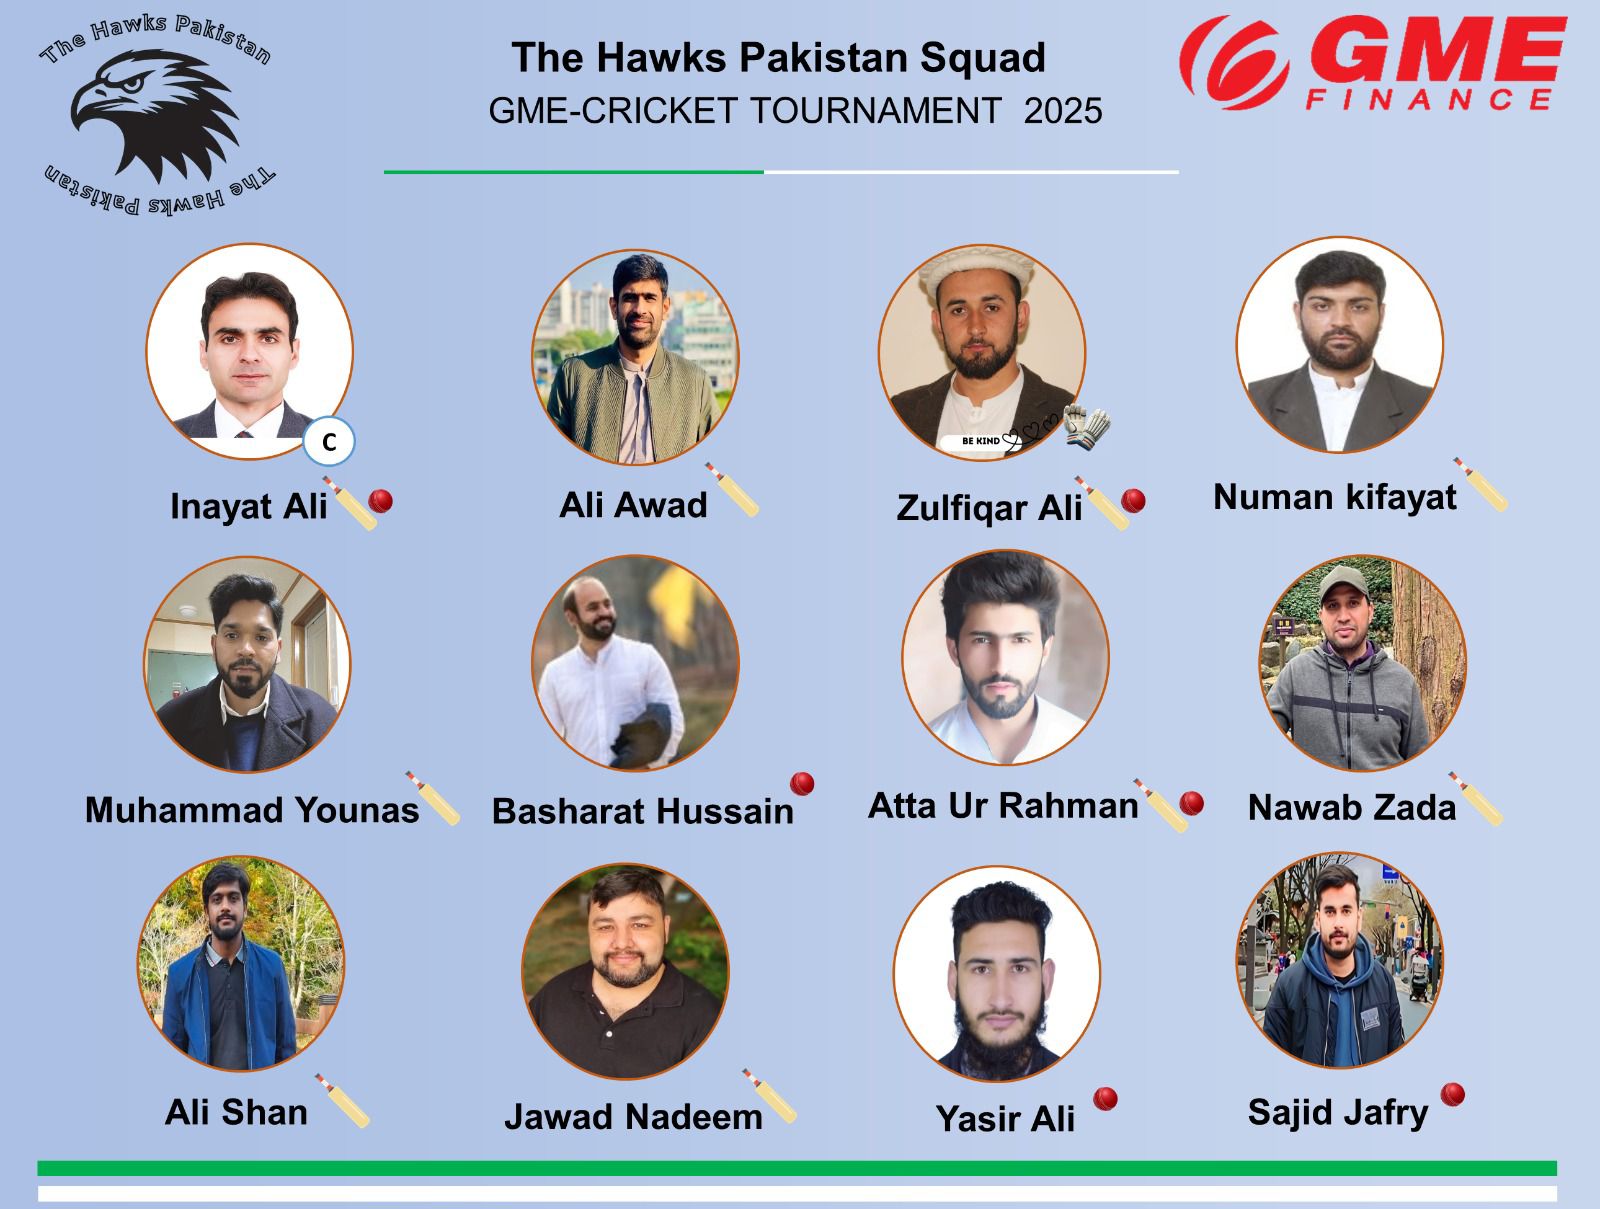 The Hawks Pakistan
The Hawks Pakistan
The Hawks Pakistan Squad
GME-CRICKET TOURNAMENT 2025
GME
FINANCE
C
BE KIND
Inayat Ali
Ali Awad
Zulfiqar Ali
Numan kifayat
Muhammad Younas
Basharat Hussain
Atta Ur Rahman
Nawab Zada
Ali Shan
Jawad Nadeem
Yasir Ali
Sajid Jafry